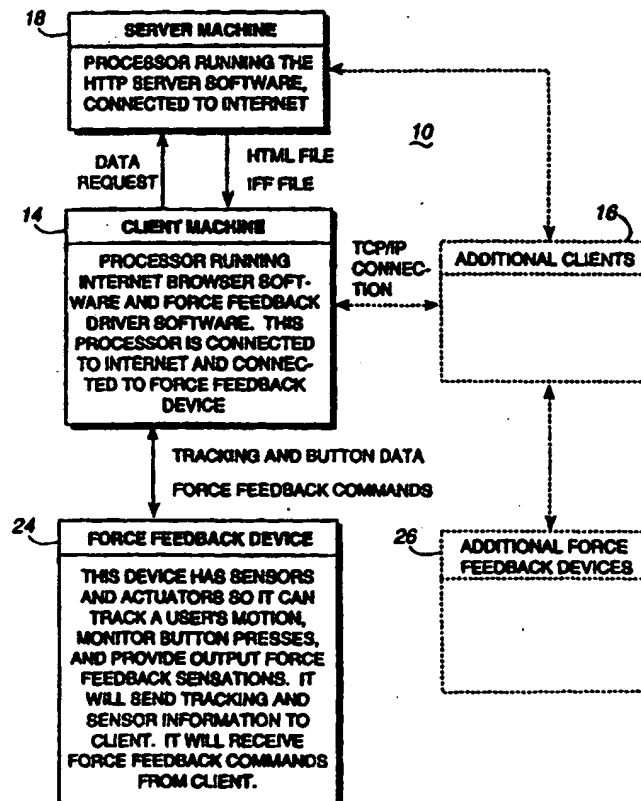 18
SERVER MACHINE
PROCESSOR RUNNING THE
HTTP SERVER SOFTWARE,
CONNECTED TO INTERNET
10
DATA
REQUEST
HTML FILE
IFF FILE
14
CLIENT MACHINE
PROCESSOR RUNNING
INTERNET BROWSER SOFT-
WARE AND FORCE FEEDBACK
DRIVER SOFTWARE. THIS
PROCESSOR IS CONNECTED
TO INTERNET AND CONNEC-
TED TO FORCE FEEDBACK
DEVICE
TCP/IP
CONNEC-
TION
16
ADDITIONAL CLIENTS
TRACKING AND BUTTON DATA
FORCE FEEDBACK COMMANDS
24
FORCE FEEDBACK DEVICE
THIS DEVICE HAS SENSORS
AND ACTUATORS SO IT CAN
TRACK A USER'S MOTION,
MONITOR BUTTON PRESSES,
AND PROVIDE OUTPUT FORCE
FEEDBACK SENSATIONS. IT
WILL SEND TRACKING AND
SENSOR INFORMATION TO
CLIENT. IT WILL RECEIVE
FORCE FEEDBACK COMMANDS
FROM CLIENT.
26
ADDITIONAL FORCE
FEEDBACK DEVICES